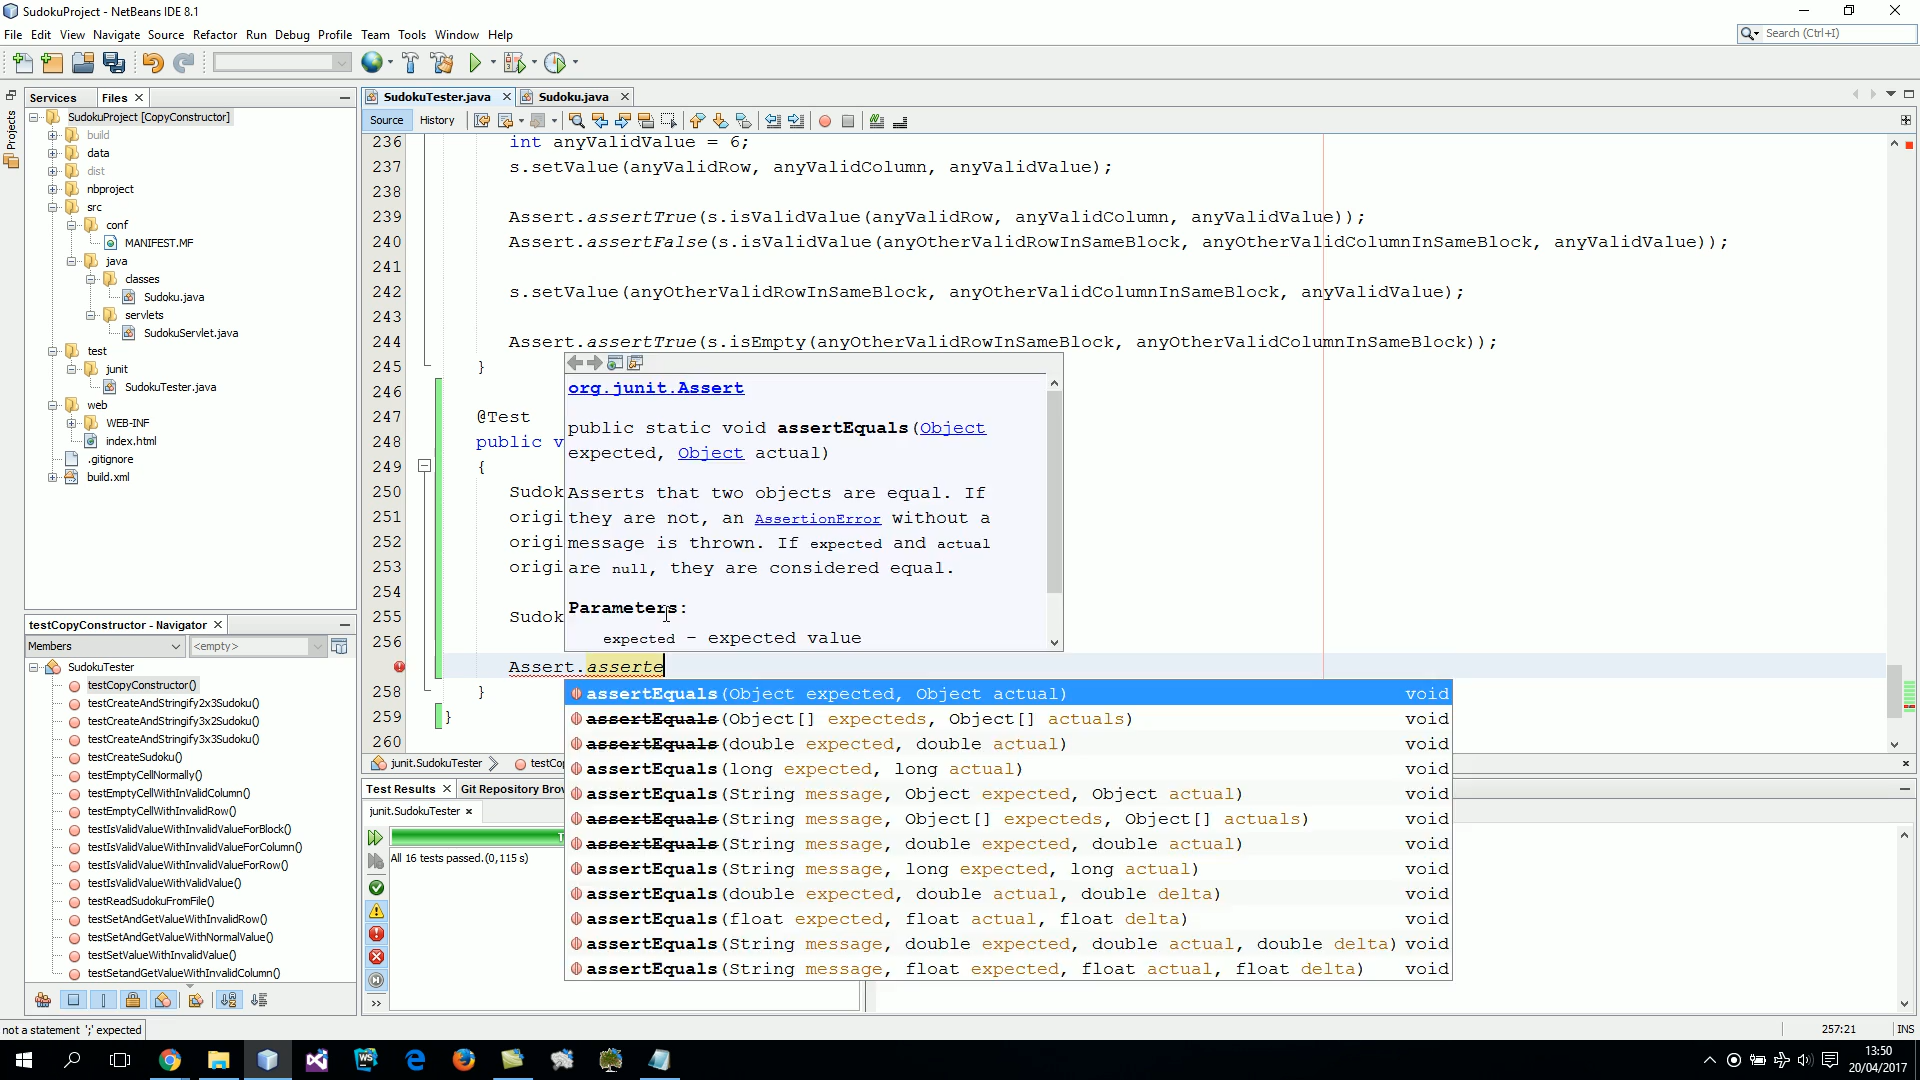 SudokuProject - NetBeans IDE 8.1
File Edit View Navigate Source Refactor Run Debug Profile Team Tools Window Help
Search (Ctrl+I)
Projects
Services Files
SudokuProject [CopyConstructor]
build
data
dist
nbproject
src
conf
MANIFEST.MF
java
classes
Sudoku.java
servlets
SudokuServlet.java
test
junit
SudokuTester.java
web
WEB-INF
index.html
.gitignore
build.xml
testCopyConstructor - Navigator
Members <empty>
SudokuTester
testCopyConstructor()
testCreateAndStringify2x3Sudoku()
testCreateAndStringify3x2Sudoku()
testCreateAndStringify3x3Sudoku()
testCreateSudoku()
testEmptyCellNormally()
testEmptyCellWithInValidColumn()
testEmptyCellWithInvalidRow()
testIsValidValueWithInvalidValueForBlock()
testIsValidValueWithInvalidValueForColumn()
testIsValidValueWithInvalidValueForRow()
testIsValidValueWithValidValue()
testReadSudokuFromFile()
testSetAndGetValueWithInvalidRow()
testSetAndGetValueWithNormalValue()
testSetValueWithInvalidValue()
testSetandGetValueWithInvalidColumn()
SudokuTester.java Sudoku.java
Source History
236 int anyValidValue = 6;
237 s.setValue(anyValidRow, anyValidColumn, anyValidValue);
238
239 Assert.assertTrue(s.isValidValue(anyValidRow, anyValidColumn, anyValidValue));
240 Assert.assertFalse(s.isValidValue(anyOtherValidRowInSameBlock, anyOtherValidColumnInSameBlock, anyValidValue));
241
242 s.setValue(anyOtherValidRowInSameBlock, anyOtherValidColumnInSameBlock, anyValidValue);
243
244 Assert.assertTrue(s.isEmpty(anyOtherValidRowInSameBlock, anyOtherValidColumnInSameBlock));
245 }
246
247 @Test
248 public v
249 {
250 Sudok
251 origi
252 origi
253 origi
254
255 Sudok
256
Assert.asserte
258 }
259 }
260
org.junit.Assert
public static void assertEquals(Object
expected, Object actual)
Asserts that two objects are equal. If
they are not, an AssertionError without a
message is thrown. If expected and actual
are null, they are considered equal.
Parameters:
expected - expected value
assertEquals(Object expected, Object actual) void
assertEquals(Object[] expecteds, Object[] actuals) void
assertEquals(double expected, double actual) void
assertEquals(long expected, long actual) void
assertEquals(String message, Object expected, Object actual) void
assertEquals(String message, Object[] expecteds, Object[] actuals) void
assertEquals(String message, double expected, double actual) void
assertEquals(String message, long expected, long actual) void
assertEquals(double expected, double actual, double delta) void
assertEquals(float expected, float actual, float delta) void
assertEquals(String message, double expected, double actual, double delta) void
assertEquals(String message, float expected, float actual, float delta) void
junit.SudokuTester testCo
Test Results Git Repository Brow
junit.SudokuTester
All 16 tests passed.(0,115 s)
not a statement ';' expected
257:21 INS
13:50
20/04/2017